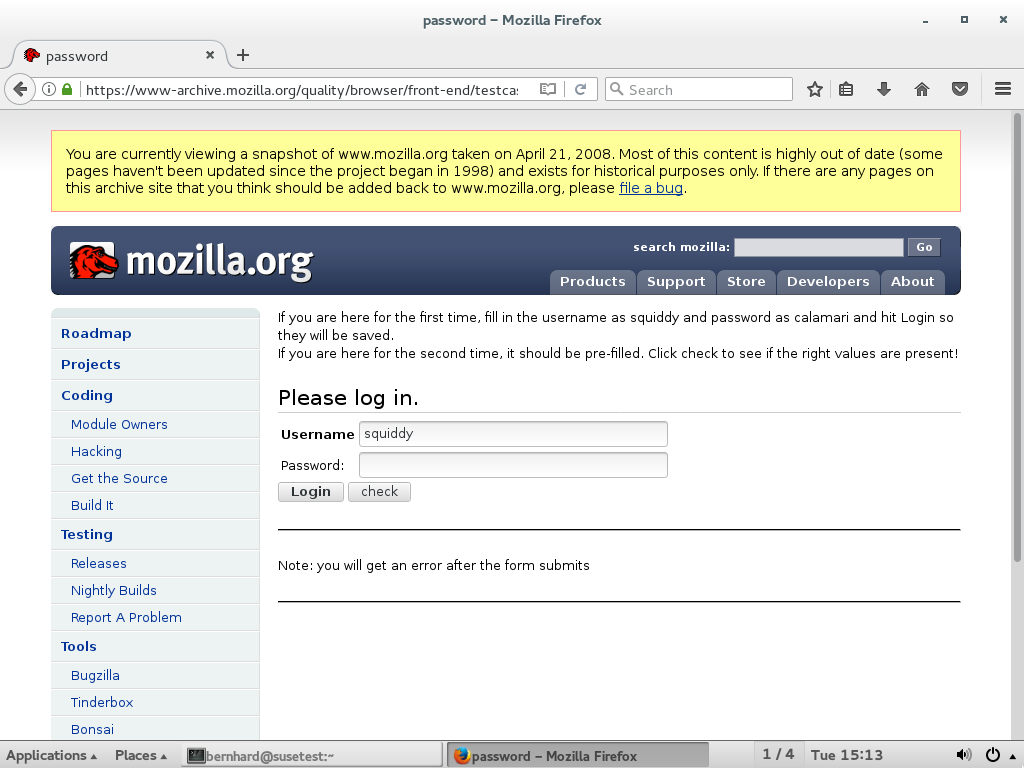 password – Mozilla Firefox
password
https://www-archive.mozilla.org/quality/browser/front-end/testcas
Search
You are currently viewing a snapshot of www.mozilla.org taken on April 21, 2008. Most of this content is highly out of date (some
pages haven't been updated since the project began in 1998) and exists for historical purposes only. If there are any pages on
this archive site that you think should be added back to www.mozilla.org, please file a bug.
mozilla.org
search mozilla:
Go
Products
Support
Store
Developers
About
Roadmap
Projects
Coding
Module Owners
Hacking
Get the Source
Build It
Testing
Releases
Nightly Builds
Report A Problem
Tools
Bugzilla
Tinderbox
Bonsai
If you are here for the first time, fill in the username as squiddy and password as calamari and hit Login so
they will be saved.
If you are here for the second time, it should be pre-filled. Click check to see if the right values are present!
Please log in.
Username squiddy
Password:
Login check
Note: you will get an error after the form submits
Applications Places bernhard@susetest:~ password – Mozilla Firefox 1 / 4 Tue 15:13